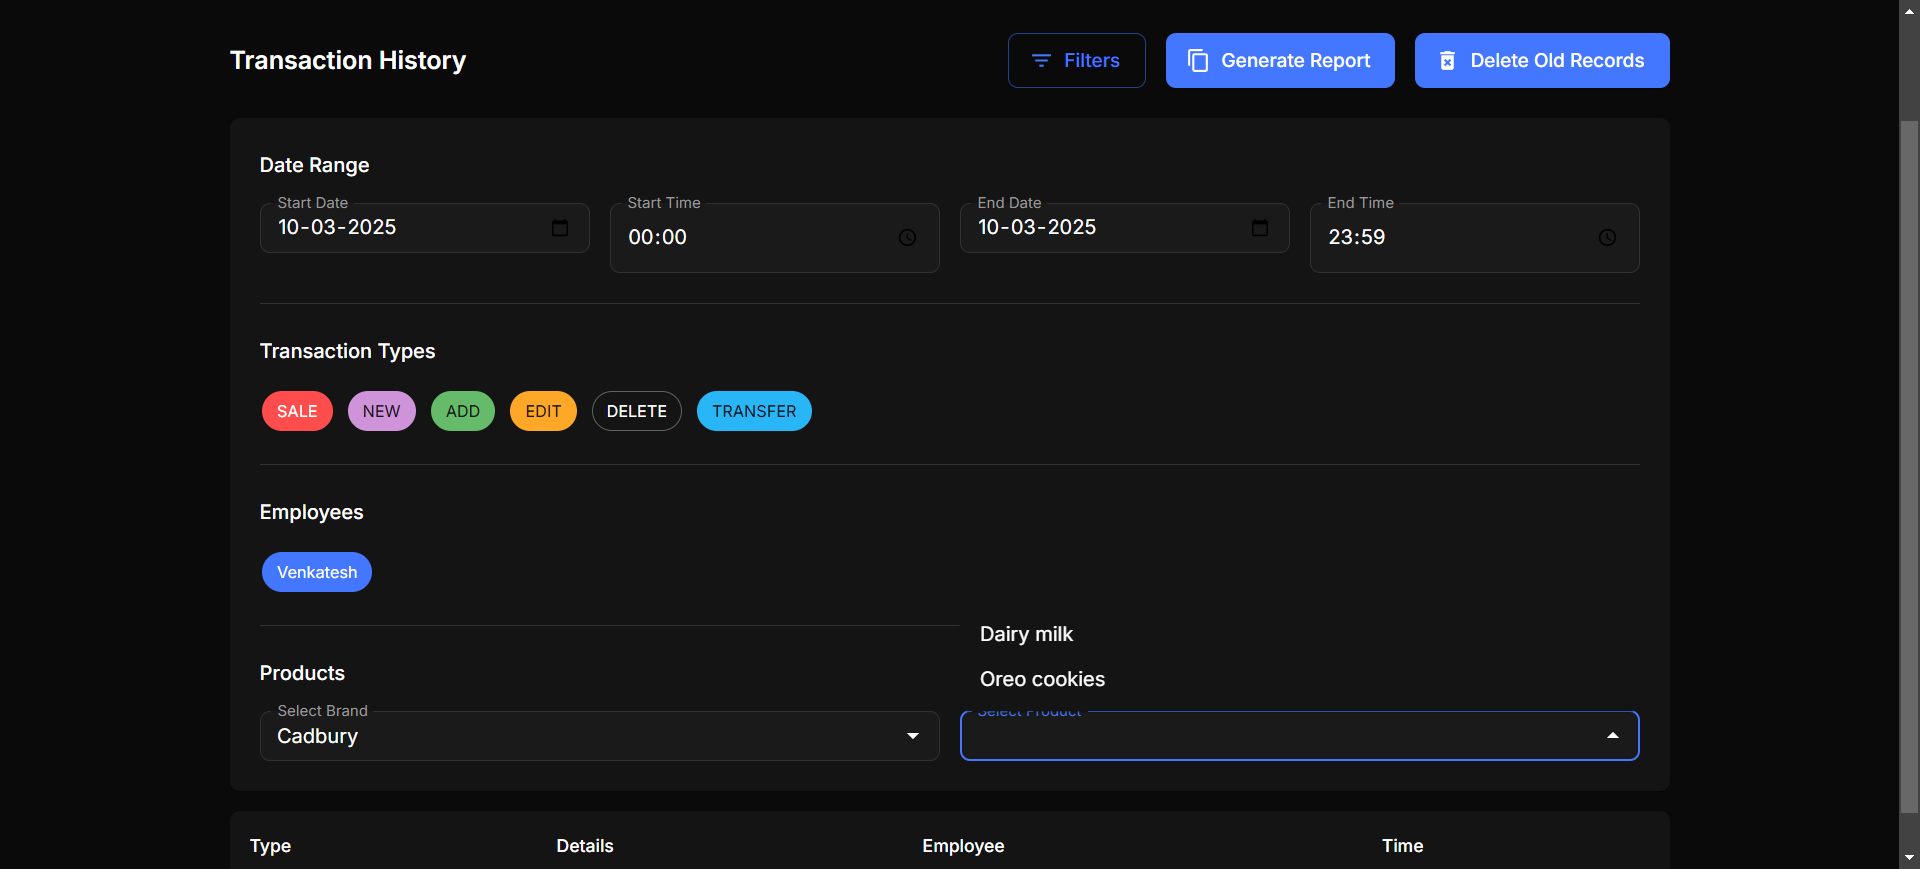 Transaction History
Filters
Generate Report
Delete Old Records
Date Range
Start Date
10-03-2025
Start Time
00:00
End Date
10-03-2025
End Time
23:59
Transaction Types
SALE
NEW
ADD
EDIT
DELETE
TRANSFER
Employees
Venkatesh
Products
Select Brand
Cadbury
Dairy milk
Oreo cookies
Select Product
Type
Details
Employee
Time